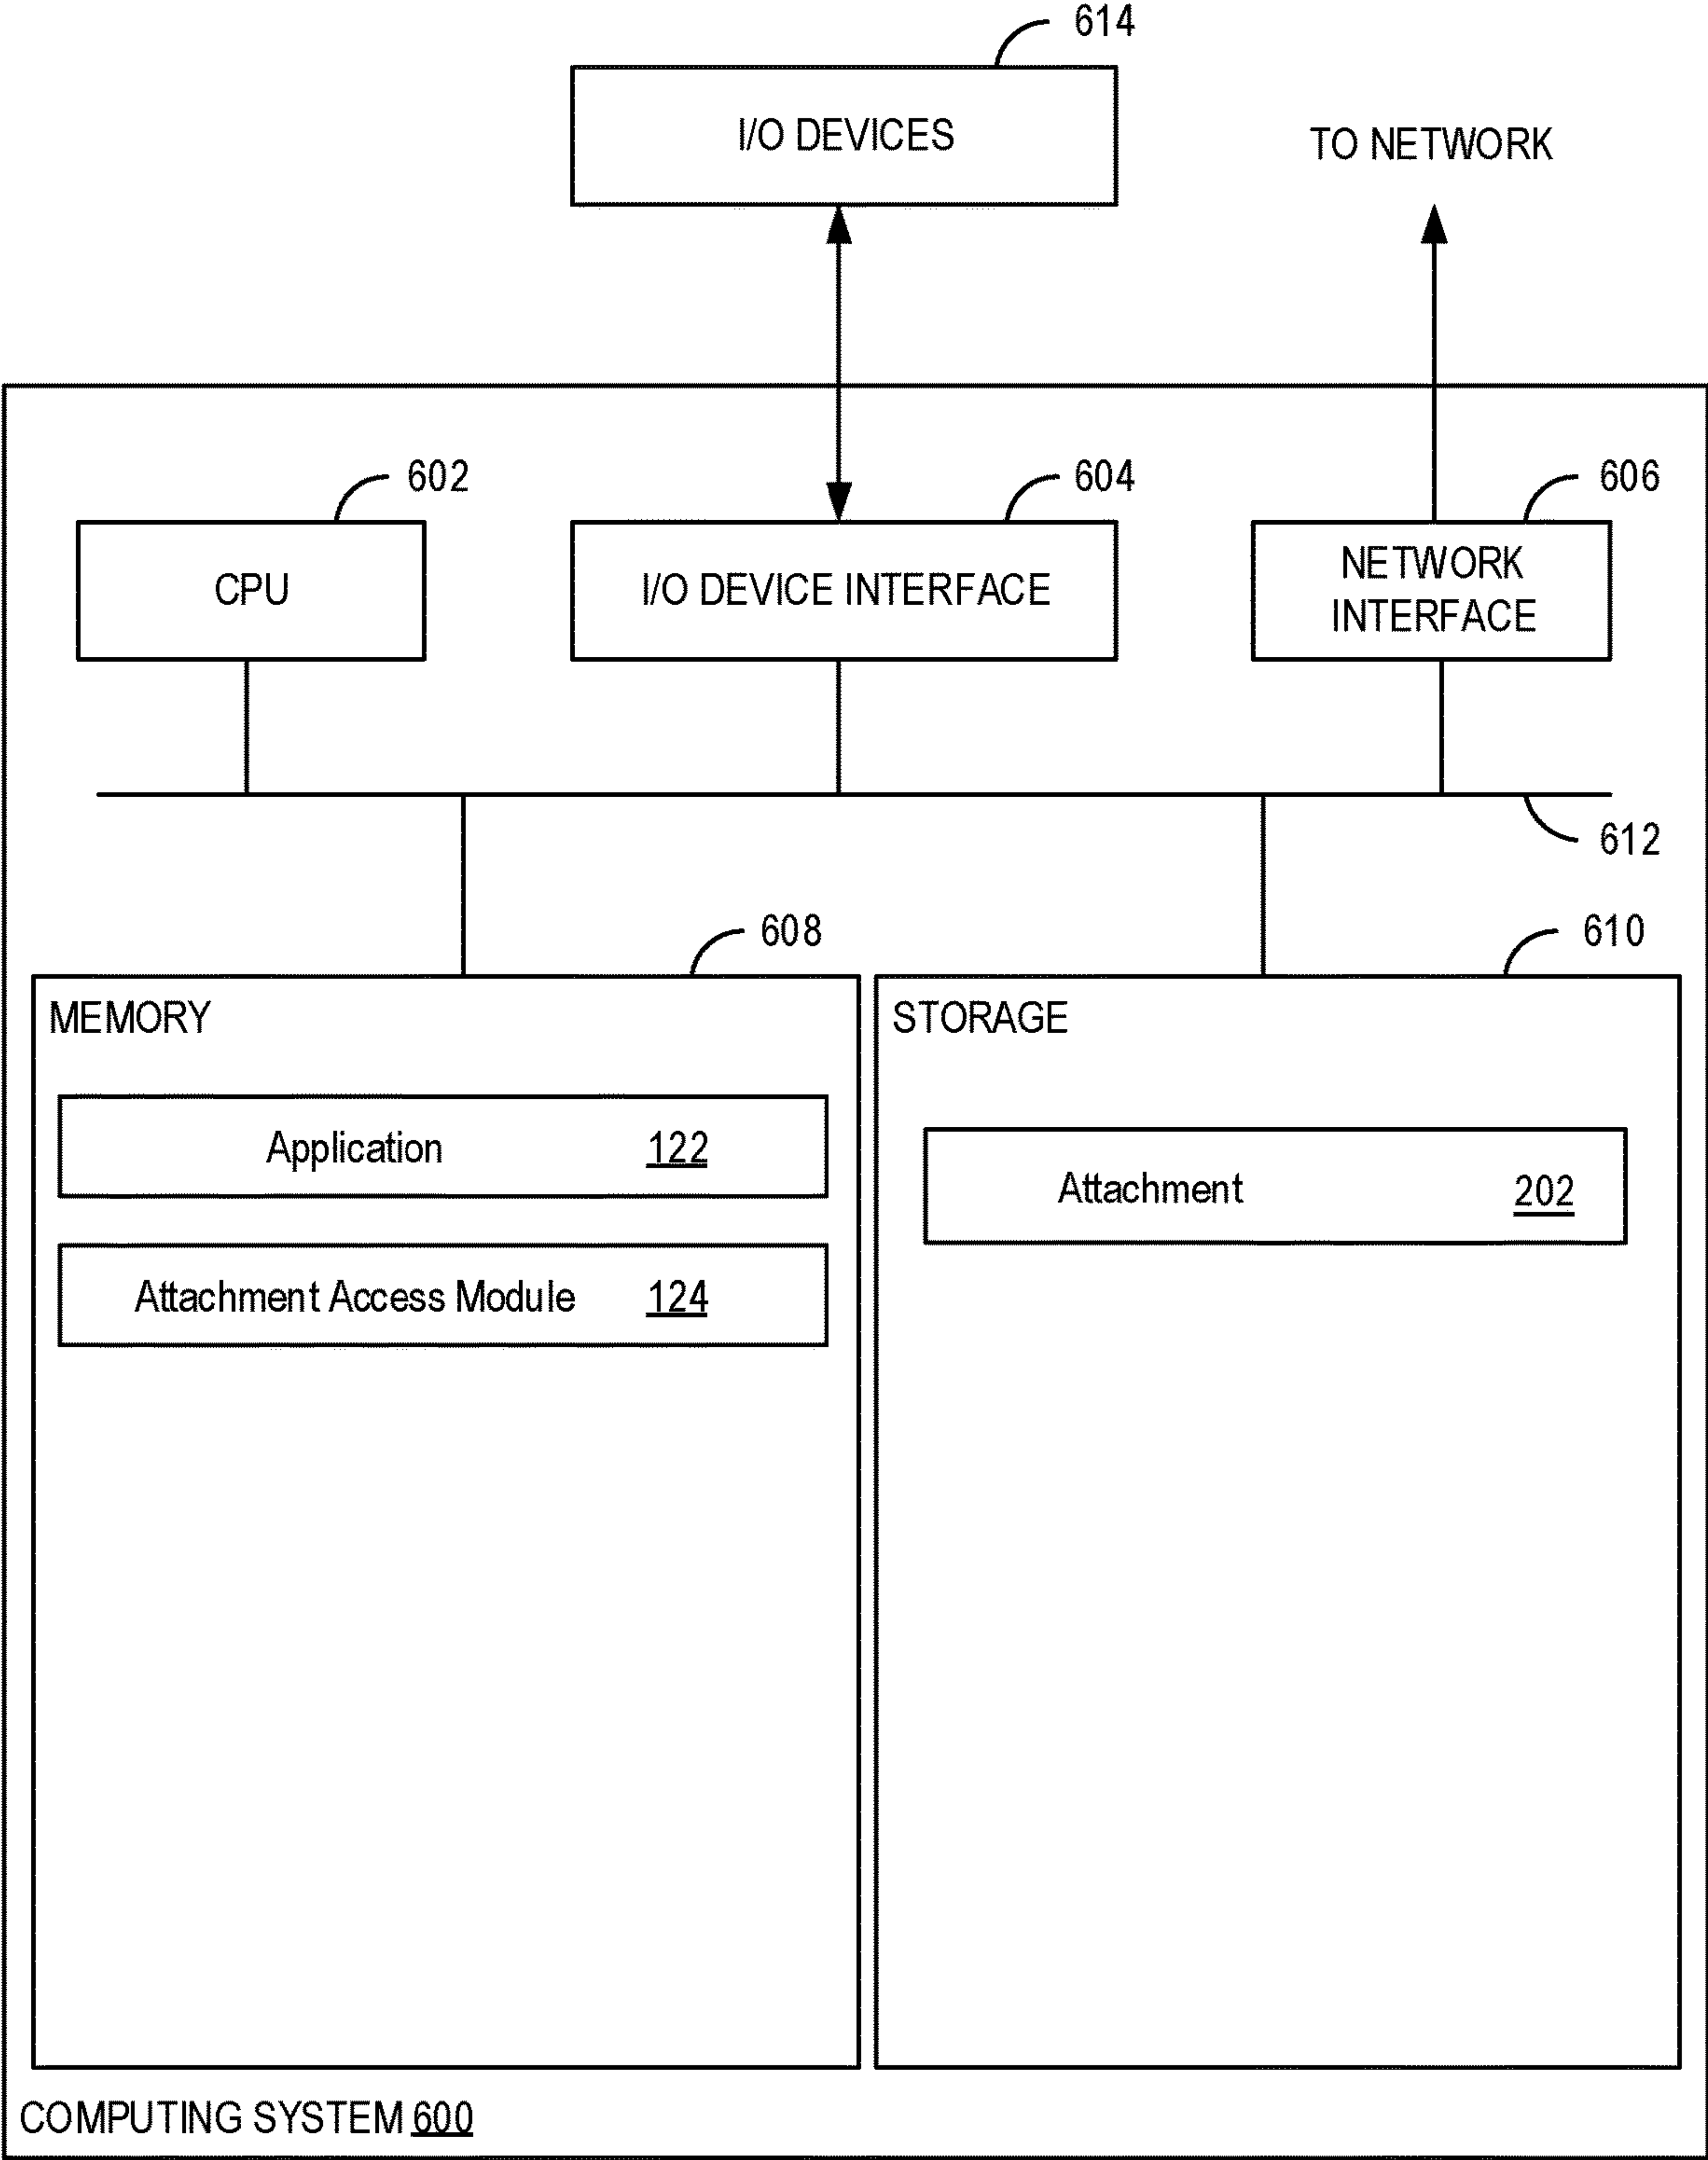 614
I/O DEVICES
TO NETWORK
602
604
606
CPU
I/O DEVICE INTERFACE
NETWORK
INTERFACE
612
608
610
MEMORY
STORAGE
Application 122
Attachment 202
Attachment Access Module 124
COMPUTING SYSTEM 600